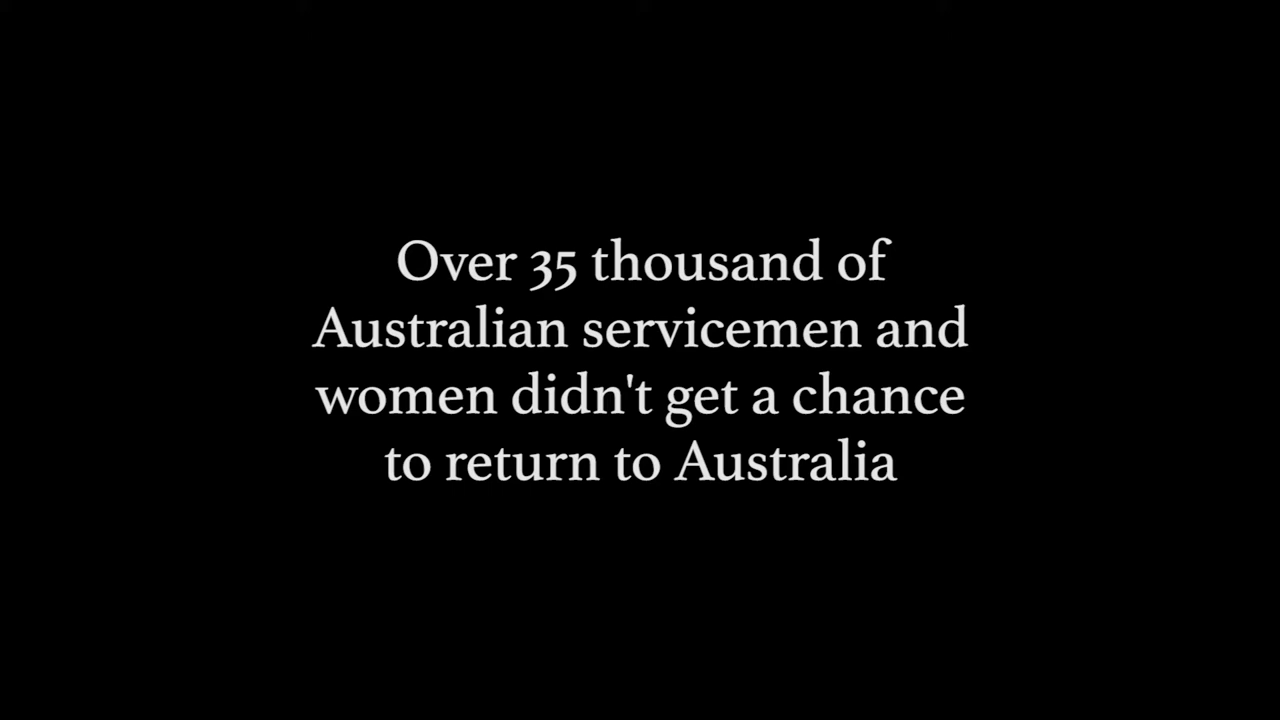 Over 35 thousand of
Australian servicemen and
women didn't get a chance
to return to Australia